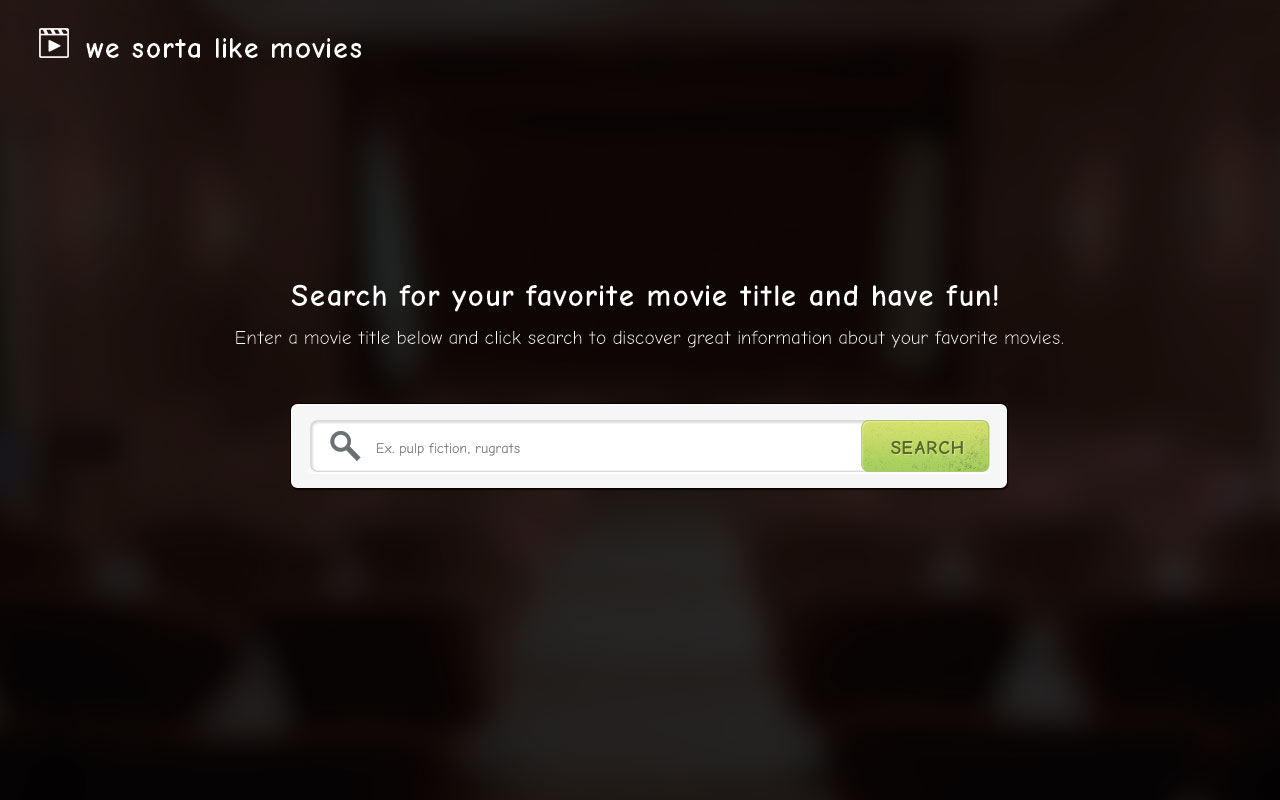 we sorta like movies
Search for your favorite movie title and have fun!
Enter a movie title below and click search to discover great information about your favorite movies.
Ex. pulp fiction, rugrats
SEARCH